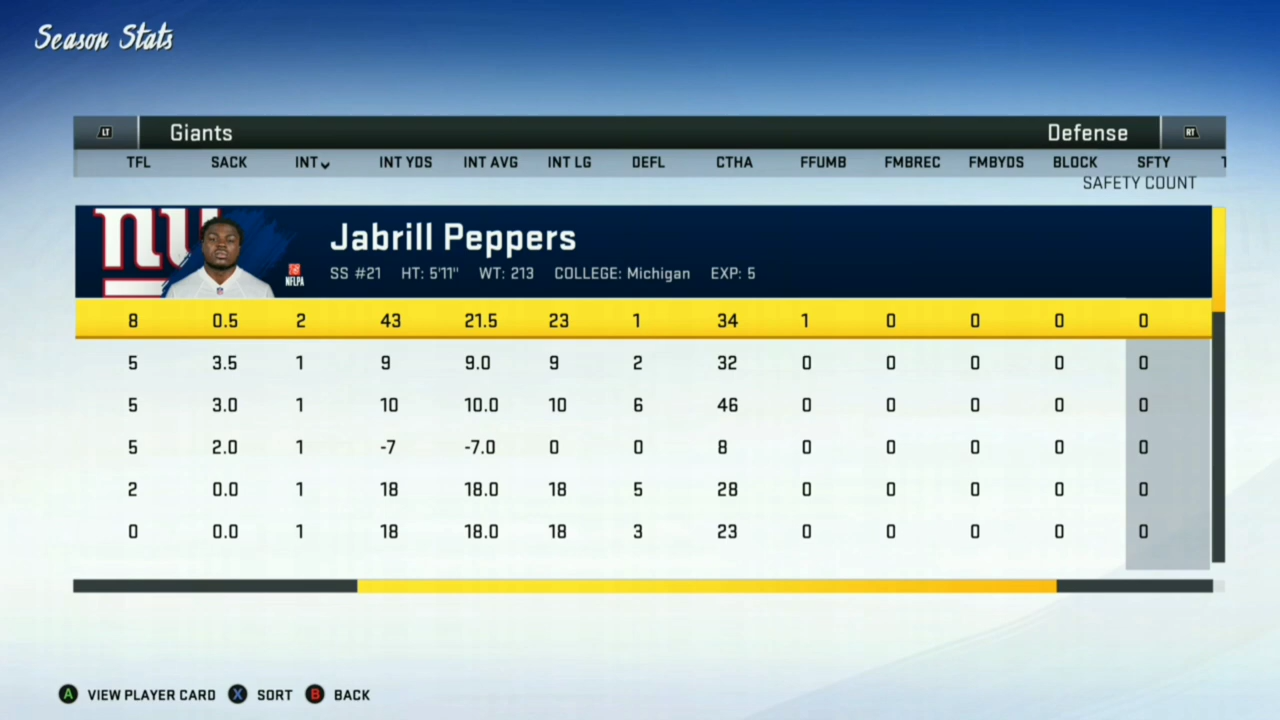 Season Stats
LT Giants Defense RT
TFL SACK INT INT YDS INT AVG INT LG DEFL CTHA FFUMB FMBREC FMBYDS BLOCK SFTY
SAFETY COUNT
ny Jabrill Peppers
NFLPA SS #21 HT: 5'11" WT: 213 COLLEGE: Michigan EXP: 5
8 0.5 2 43 21.5 23 1 34 1 0 0 0 0
5 3.5 1 9 9.0 9 2 32 0 0 0 0 0
5 3.0 1 10 10.0 10 6 46 0 0 0 0 0
5 2.0 1 -7 -7.0 0 0 8 0 0 0 0 0
2 0.0 1 18 18.0 18 5 28 0 0 0 0 0
0 0.0 1 18 18.0 18 3 23 0 0 0 0 0
A VIEW PLAYER CARD X SORT B BACK